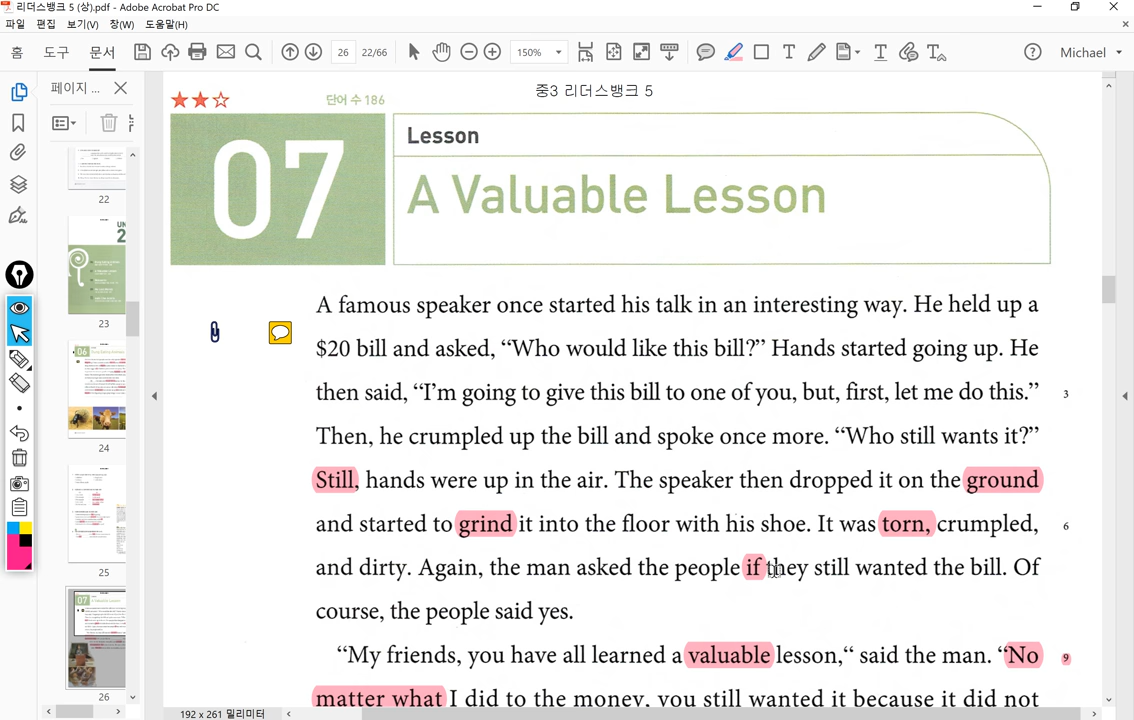 리더스뱅크 5 (상).pdf - Adobe Acrobat Pro DC
파일 편집 보기(V) 창(W) 도움말(H)
홈 도구 문서 26 22/66 150% Michael
페이지 ...
22
23
24
25
26
중3 리더스뱅크 5
단어 수 186
07
Lesson
A Valuable Lesson
A famous speaker once started his talk in an interesting way. He held up a
$20 bill and asked, “Who would like this bill?” Hands started going up. He
then said, “I’m going to give this bill to one of you, but, first, let me do this.” 3
Then, he crumpled up the bill and spoke once more. “Who still wants it?”
Still, hands were up in the air. The speaker then dropped it on the ground
and started to grind it into the floor with his shoe. It was torn, crumpled, 6
and dirty. Again, the man asked the people if they still wanted the bill. Of
course, the people said yes.
“My friends, you have all learned a valuable lesson,“ said the man. “No 9
matter what I did to the money, you still wanted it because it did not
192 x 261 밀리미터